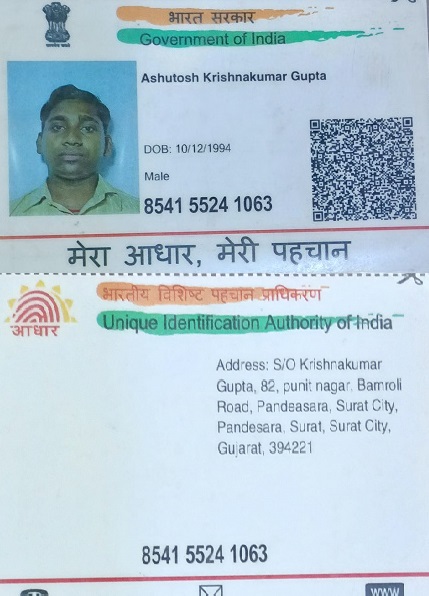 भारत सरकार
Government of India
Ashutosh Krishnakumar Gupta
DOB: 10/12/1994
Male
8541 5524 1063
मेरा आधार, मेरी पहचान
भारतीय विशिष्ट पहचान प्राधिकरण
आधार
Unique Identification Authority of India
Address: S/O Krishnakumar
Gupta, 82, punit nagar, Bamroli
Road, Pandeasara, Surat City,
Pandesara, Surat, Surat City,
Gujarat, 394221
8541 5524 1063
www